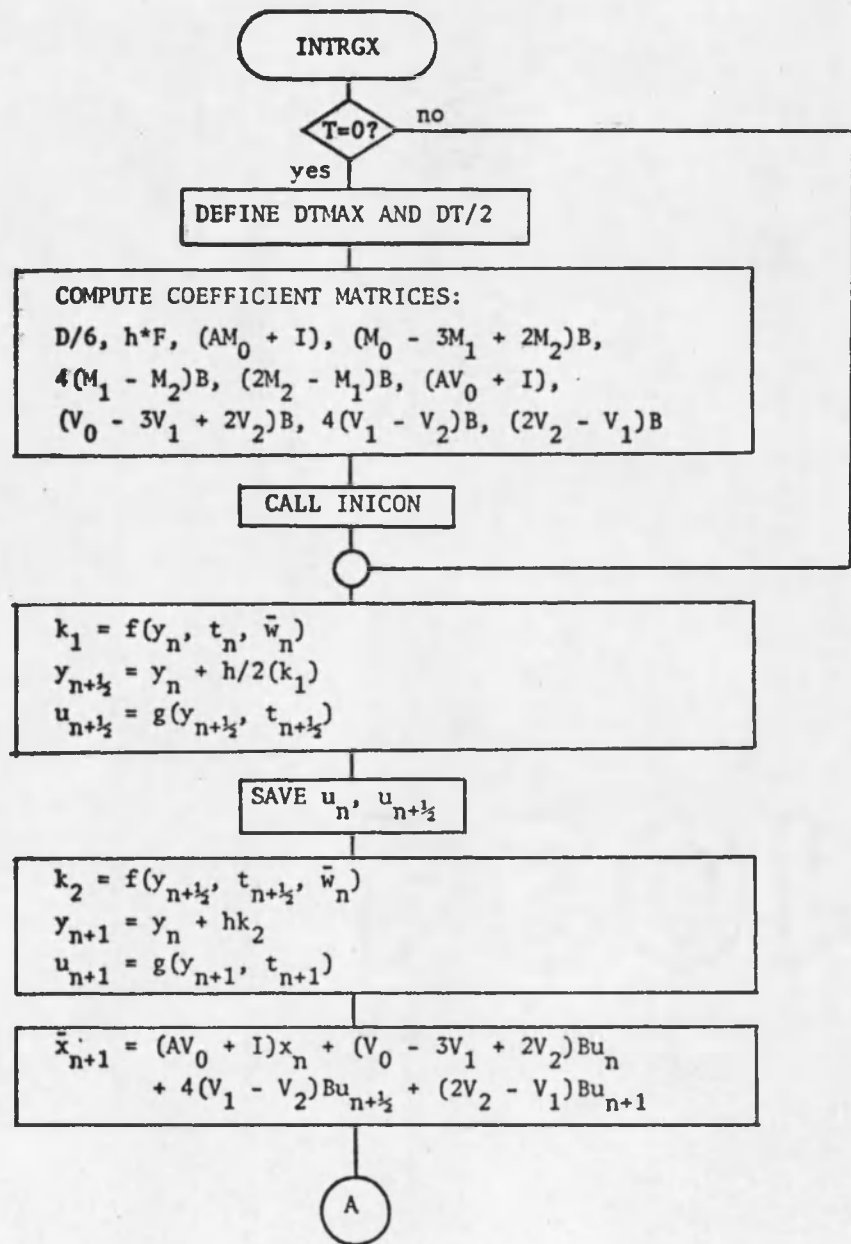 INTRGX
T=0?
no
yes
DEFINE DTMAX AND DT/2
COMPUTE COEFFICIENT MATRICES:
D/6, h*F, (AM₀ + I), (M₀ - 3M₁ + 2M₂)B,
4(M₁ - M₂)B, (2M₂ - M₁)B, (AV₀ + I),
(V₀ - 3V₁ + 2V₂)B, 4(V₁ - V₂)B, (2V₂ - V₁)B
CALL INICON
k₁ = f(yₙ, tₙ, w̄ₙ)
yₙ₊½ = yₙ + h/2(k₁)
uₙ₊½ = g(yₙ₊½, tₙ₊½)
SAVE uₙ, uₙ₊½
k₂ = f(yₙ₊½, tₙ₊½, w̄ₙ)
yₙ₊₁ = yₙ + hk₂
uₙ₊₁ = g(yₙ₊₁, tₙ₊₁)
x̄ₙ₊₁ = (AV₀ + I)xₙ + (V₀ - 3V₁ + 2V₂)Buₙ
+ 4(V₁ - V₂)Buₙ₊½ + (2V₂ - V₁)Buₙ₊₁
A